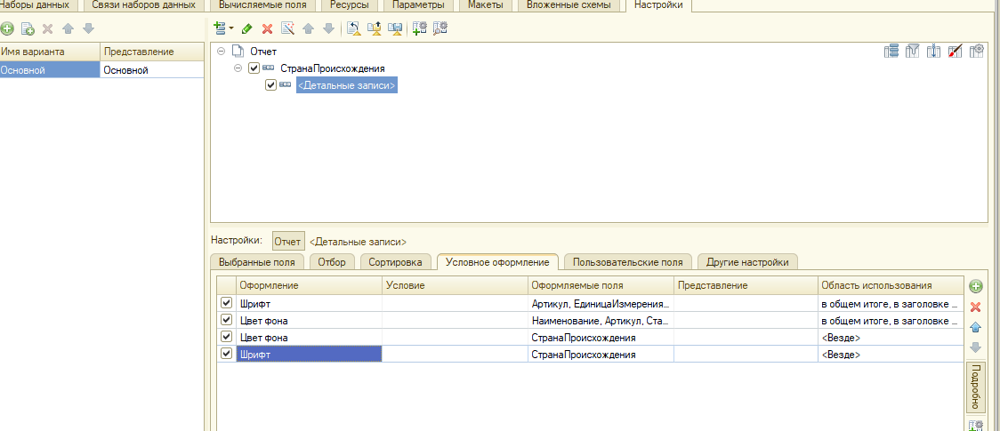 Наборы данных Связи наборов данных Вычисляемые поля Ресурсы Параметры Макеты Вложенные схемы Настройки
Имя варианта Представление
Основной Основной
Отчет
СтранаПроисхождения
<Детальные записи>
Настройки: Отчет <Детальные записи>
Выбранные поля Отбор Сортировка Условное оформление Пользовательские поля Другие настройки
Оформление Условие Оформляемые поля Представление Область использования
Шрифт Артикул, ЕдиницаИзмерения... в общем итоге, в заголовке ...
Цвет фона Наименование, Артикул, Ста... в общем итоге, в заголовке ...
Цвет фона СтранаПроисхождения <Везде>
Шрифт СтранаПроисхождения <Везде>
Подробно